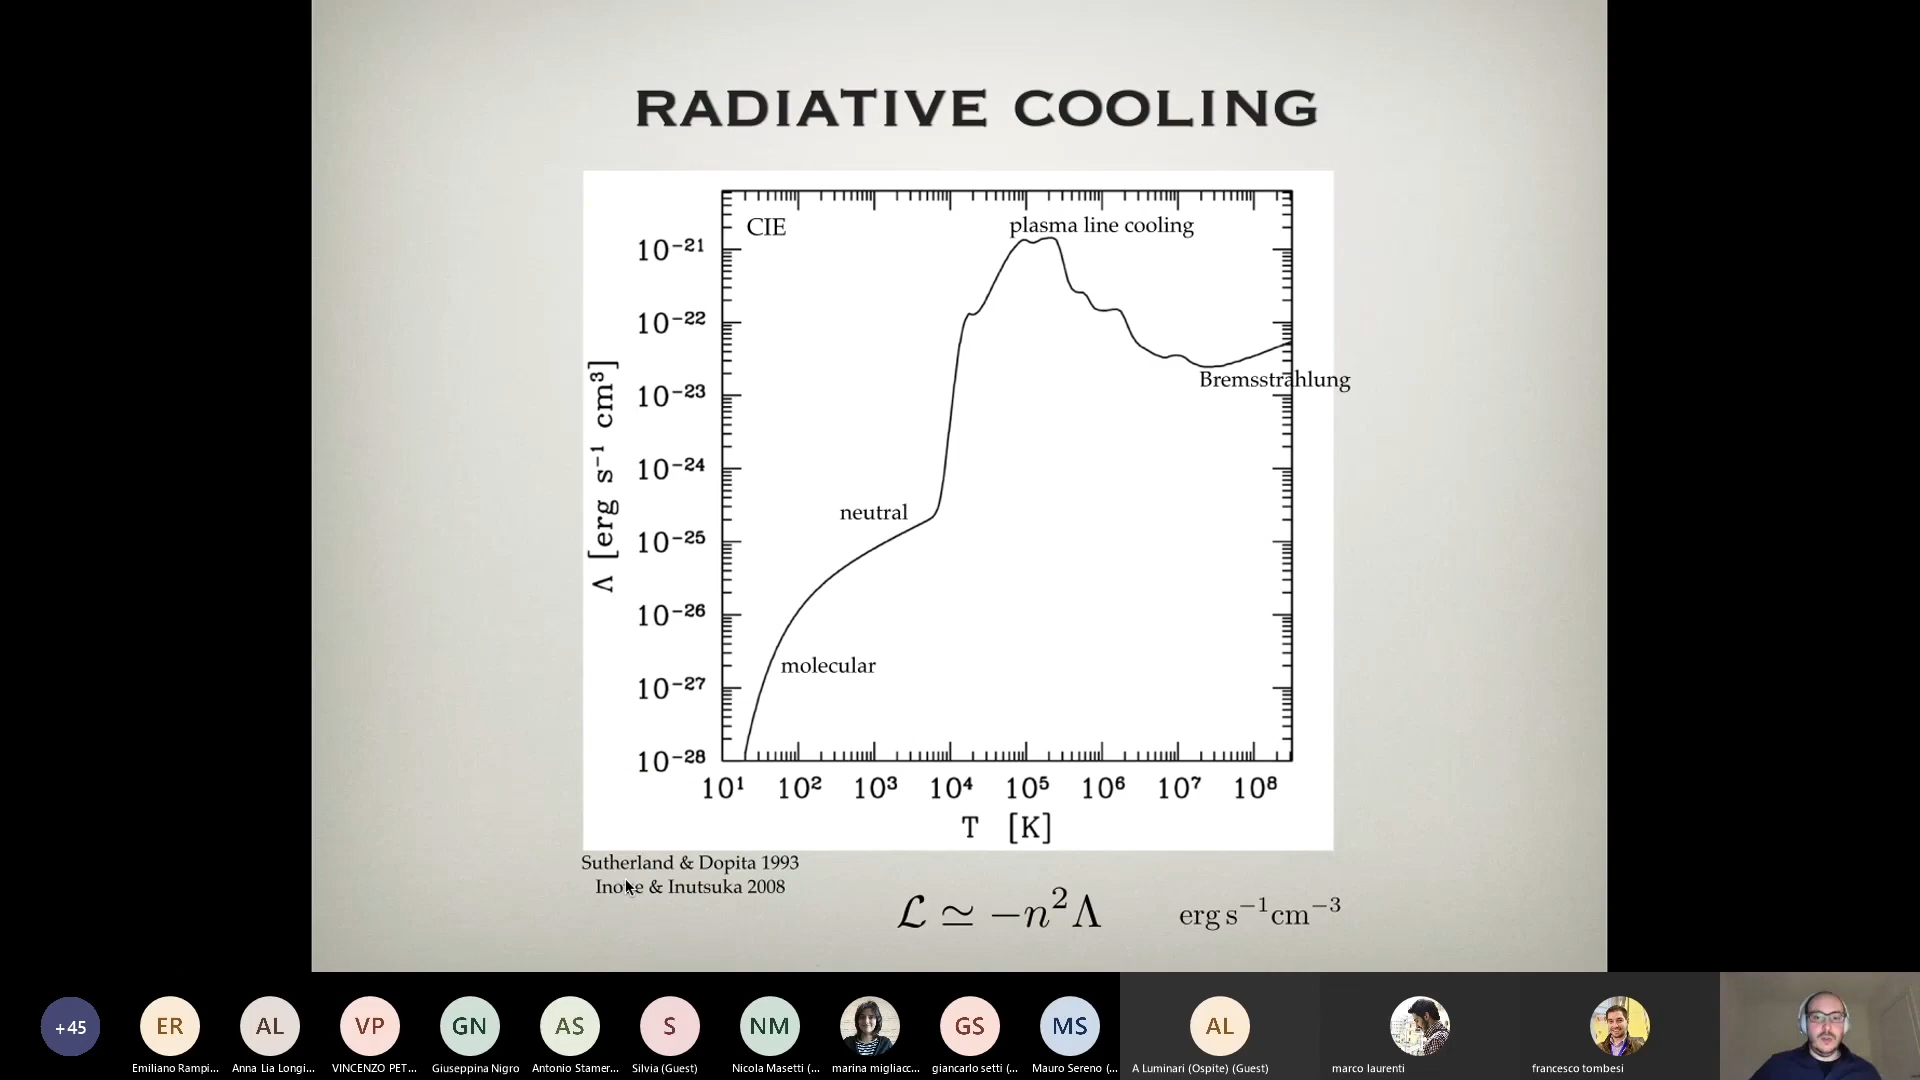 RADIATIVE COOLING
CIE
plasma line cooling
10⁻²¹
10⁻²²
10⁻²³
10⁻²⁴
10⁻²⁵
10⁻²⁶
10⁻²⁷
10⁻²⁸
Λ [erg s⁻¹ cm³]
Bremsstrahlung
neutral
molecular
10¹ 10² 10³ 10⁴ 10⁵ 10⁶ 10⁷ 10⁸
T [K]
Sutherland & Dopita 1993
Inoue & Inutsuka 2008
ℒ ≃ −n²Λ erg s⁻¹cm⁻³
+45 ER AL VP GN AS S NM GS MS AL
Emiliano Rampi... Anna Lia Longi... VINCENZO PET... Giuseppina Nigro Antonio Stamer... Silvia (Guest) Nicola Masetti (... marina migliacc... giancarlo setti (... Mauro Sereno (... A Luminari (Ospite) (Guest) marco laurenti francesco tombesi